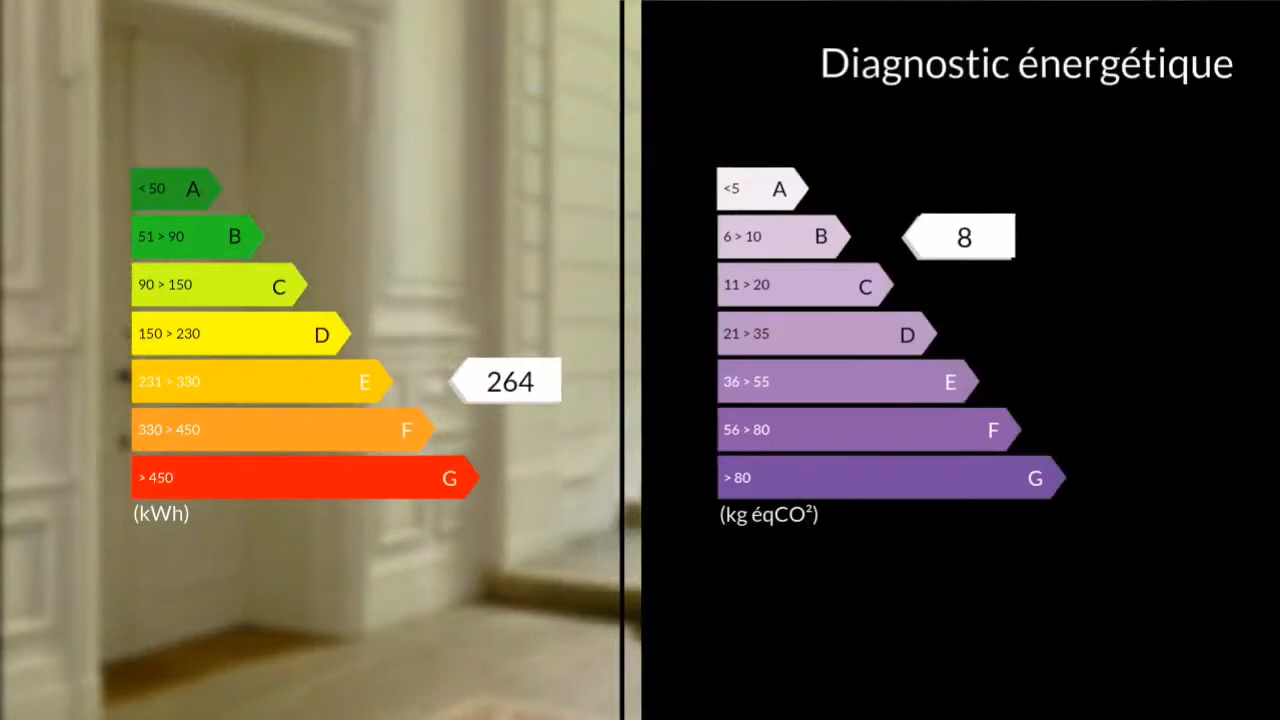 Diagnostic énergétique
< 50 A
51 > 90 B
90 > 150 C
150 > 230 D
231 > 330 E
264
330 > 450 F
> 450 G
(kWh)
<5 A
6 > 10 B
8
11 > 20 C
21 > 35 D
36 > 55 E
56 > 80 F
> 80 G
(kg éqCO²)